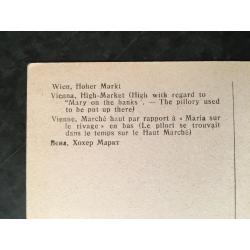 Wien, Hoher Markt
Vienna, High-Market (High with regard to
"Mary on the banks". — The pillory used
to be put up there)
Vienne, Marché haut par rapport à « Maria sur
le rivage » en bas (Le pilori se trouvait
dans le temps sur le Haut Marché)
Вена, Хохер Маркт